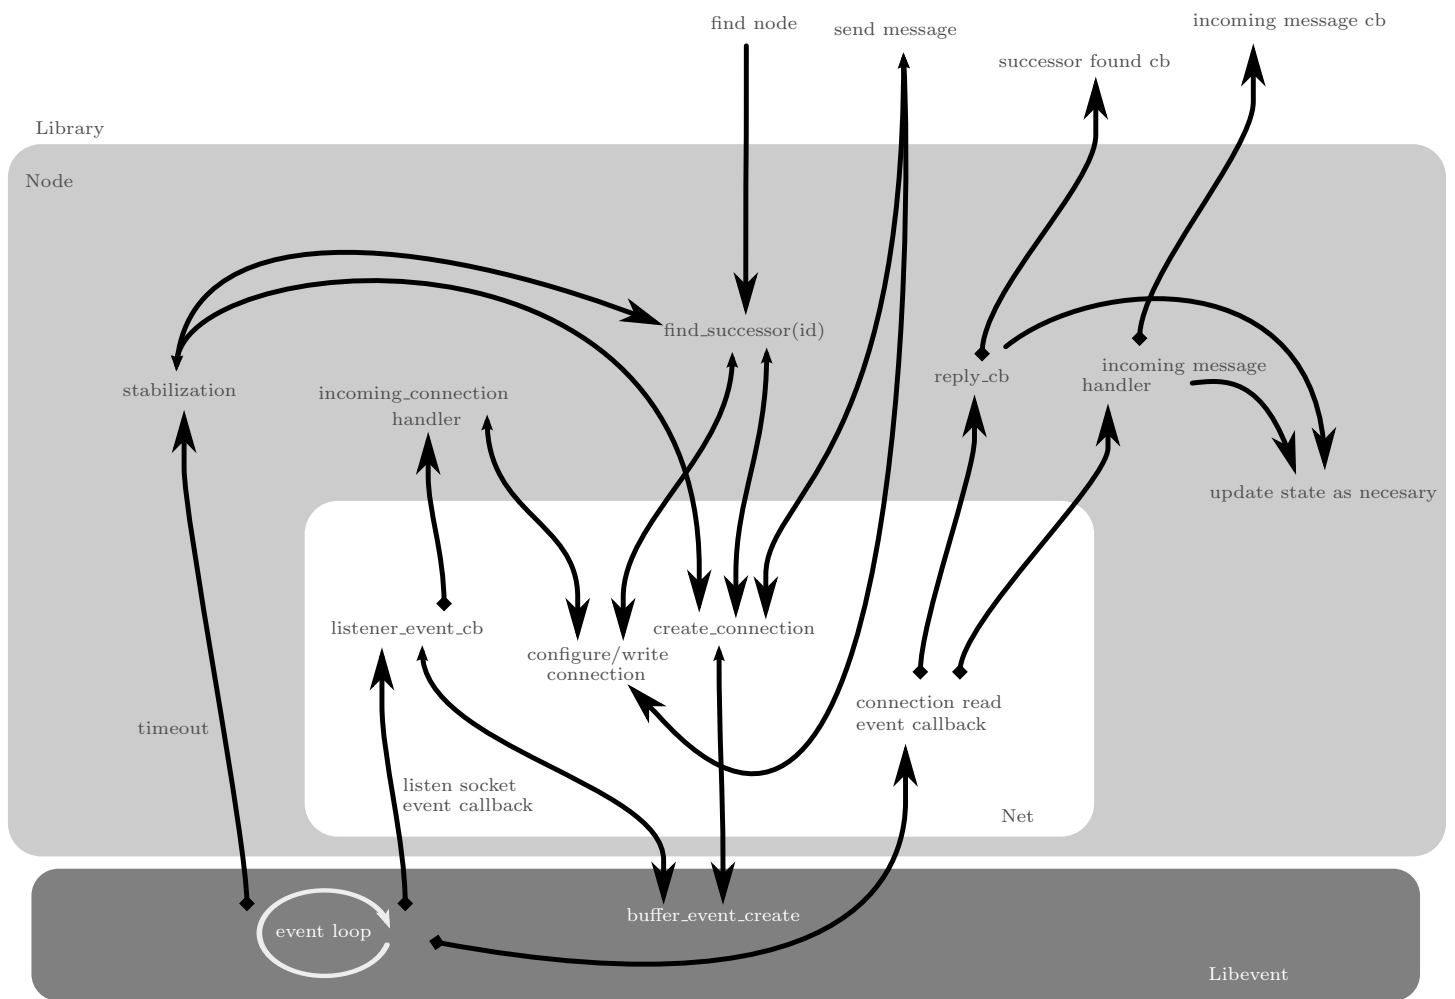 find node
send message
incoming message cb
successor found cb
Library
Node
find_successor(id)
stabilization
incoming_connection
handler
reply_cb
incoming message
handler
update state as necesary
listener_event_cb
create_connection
configure/write
connection
connection read
event callback
timeout
listen socket
event callback
Net
buffer_event_create
event loop
Libevent